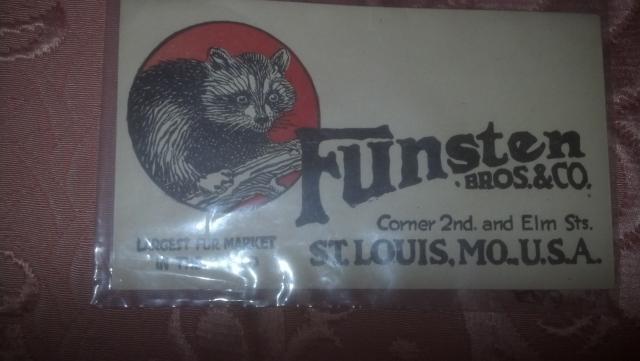 Funsten
BROS. & CO.
Corner 2nd. and Elm Sts.
ST. LOUIS, MO., U.S.A.
LARGEST FUR MARKET
IN THE